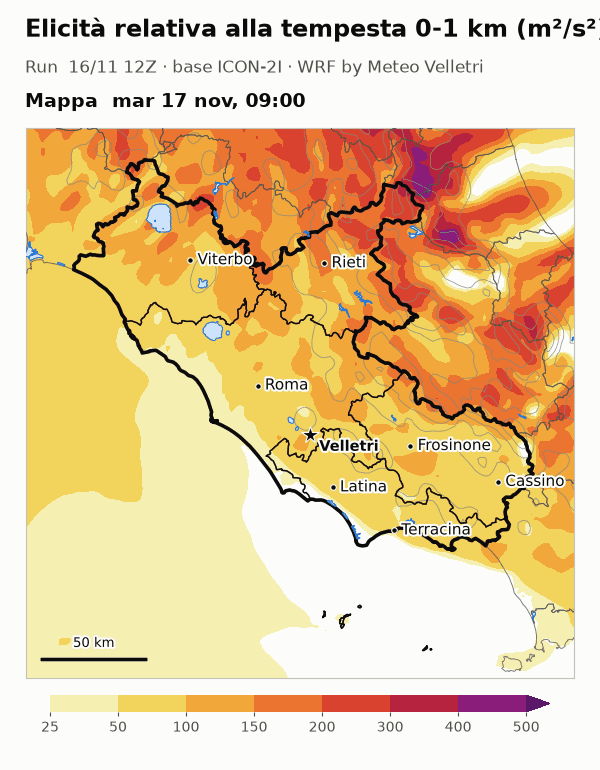 Elicità relativa alla tempesta 0-1 km (m²/s²)
Run 16/11 12Z · base ICON-2I · WRF by Meteo Velletri
Mappa mar 17 nov, 09:00
Viterbo
Rieti
Roma
Velletri
Frosinone
Latina
Cassino
Terracina
50 km
25 50 100 150 200 300 400 500